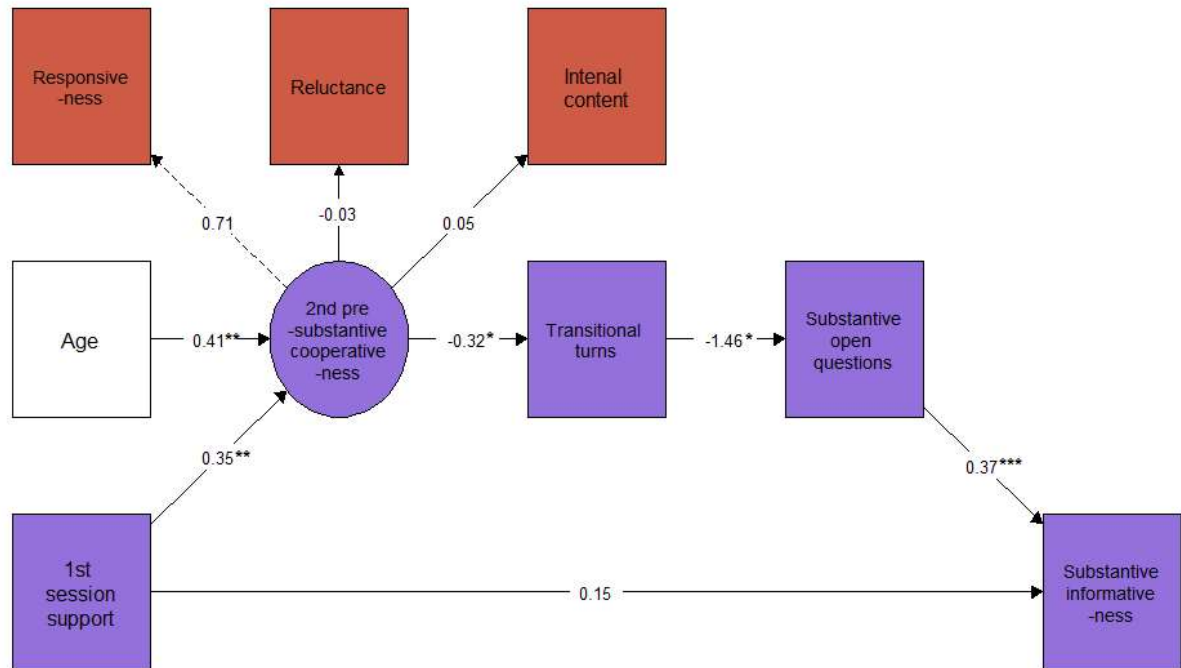 Responsive
-ness
Reluctance
Intenal
content
0.71
-0.03
0.05
Age
0.41**
2nd pre
-substantive
cooperative
-ness
-0.32*
Transitional
turns
-1.46*
Substantive
open
questions
0.35**
0.37***
1st
session
support
0.15
Substantive
informative
-ness